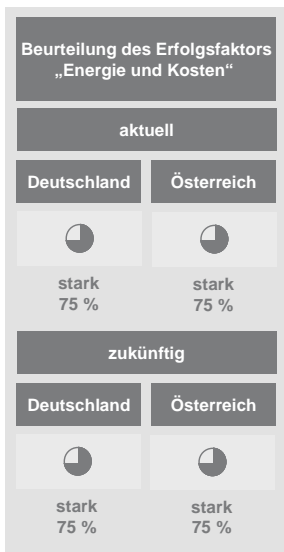 Beurteilung des Erfolgsfaktors
„Energie und Kosten“
aktuell
Deutschland Österreich
stark stark
75 % 75 %
zukünftig
Deutschland Österreich
stark stark
75 % 75 %